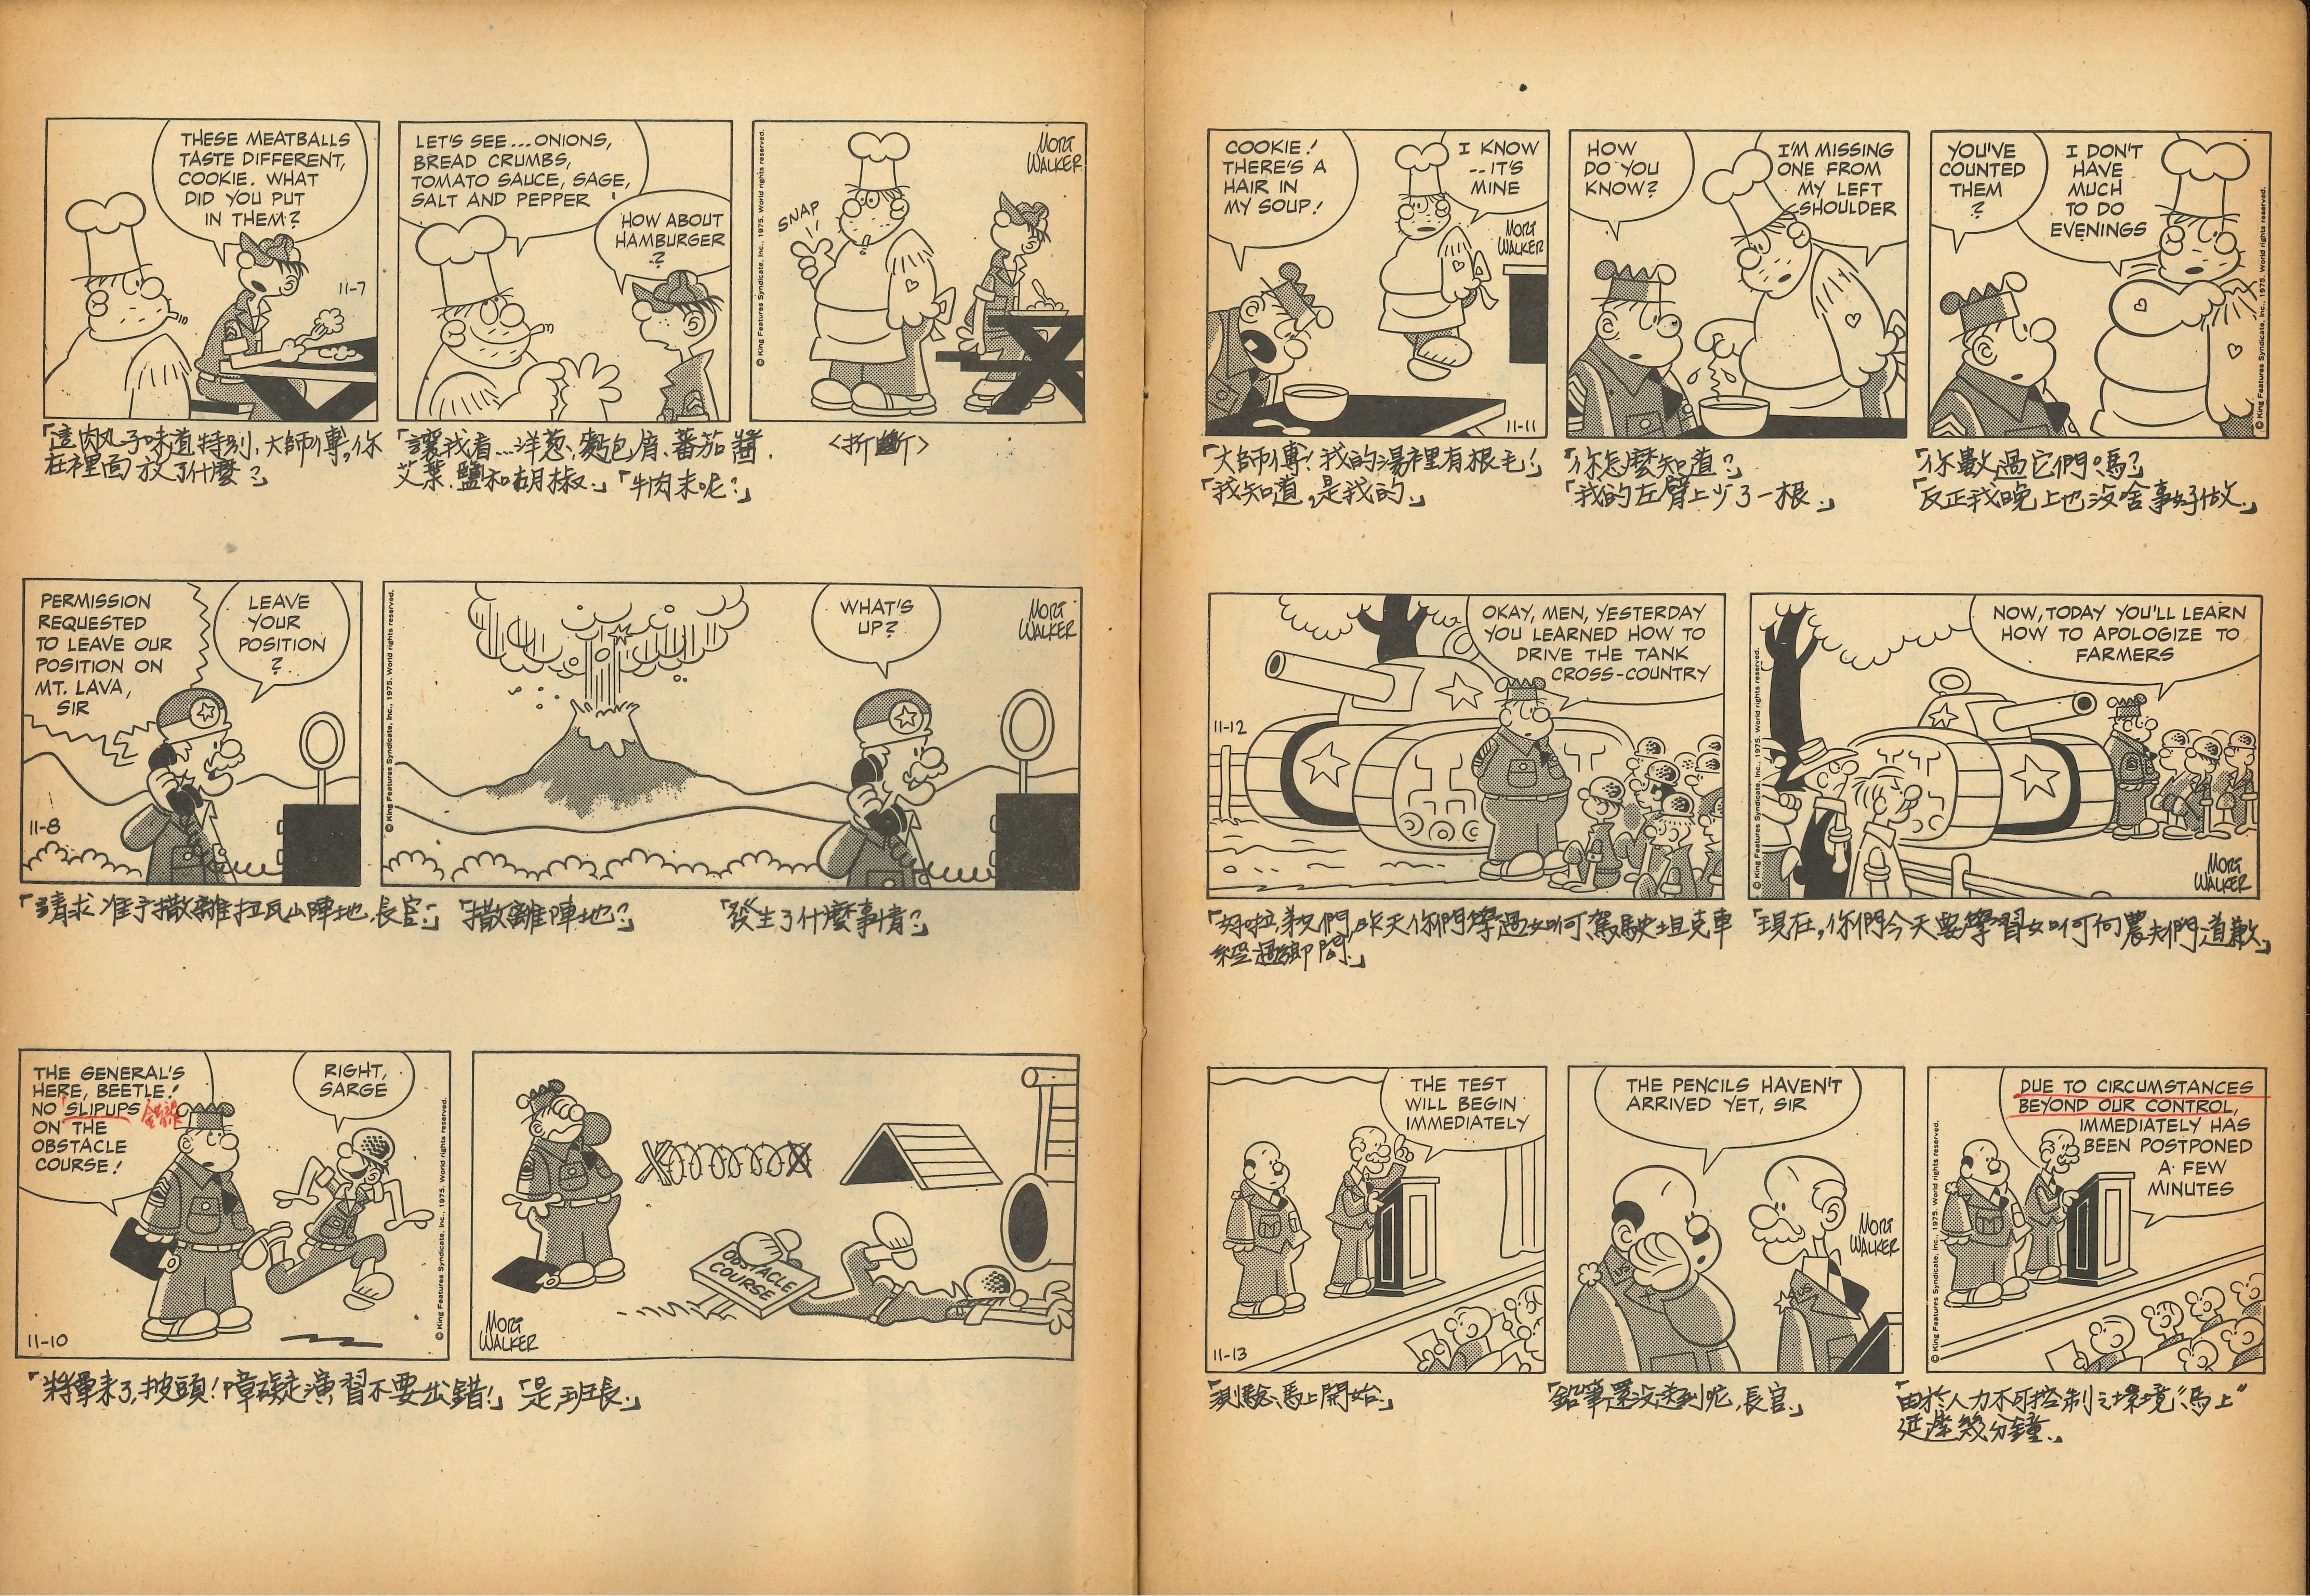 THESE MEATBALLS
TASTE DIFFERENT,
COOKIE. WHAT
DID YOU PUT
IN THEM?
11-7
LET'S SEE...ONIONS,
BREAD CRUMBS,
TOMATO SAUCE, SAGE,
SALT AND PEPPER
HOW ABOUT
HAMBURGER
?
© King Features Syndicate, Inc., 1975. World rights reserved.
SNAP
MORT
WALKER
「這肉丸子味道特別,大師傅,你
在裡面放了什麼?」
「讓我看...洋葱、麵包屑、蕃茄醬、
艾葉、鹽和胡椒。」「牛肉末呢?」
<折斷>
PERMISSION
REQUESTED
TO LEAVE OUR
POSITION ON
MT. LAVA,
SIR
LEAVE
YOUR
POSITION
?
11-8
© King Features Syndicate, Inc., 1975. World rights reserved.
WHAT'S
UP?
MORT
WALKER
「請求准予撤離拉瓦山陣地,長官」
「撤離陣地?」
「發生了什麼事情?」
THE GENERAL'S
HERE, BEETLE!
NO SLIPUPS
ON THE
OBSTACLE
COURSE!
RIGHT,
SARGE
11-10
© King Features Syndicate, Inc., 1975. World rights reserved.
OBSTACLE
COURSE
MORT
WALKER
「將軍來了,披頭!障礙演習不要出錯!」「是,班長。」
COOKIE!
THERE'S A
HAIR IN
MY SOUP!
I KNOW
--IT'S
MINE
MORT
WALKER
11-11
HOW
DO YOU
KNOW?
I'M MISSING
ONE FROM
MY LEFT
SHOULDER
YOU'VE
COUNTED
THEM
?
I DON'T
HAVE
MUCH
TO DO
EVENINGS
© King Features Syndicate, Inc., 1975. World rights reserved.
「大師傅!我的湯裡有根毛!」
「我知道,是我的。」
「你怎麼知道?」
「我的左臂上少了一根。」
「你數過它們嗎?」
「反正我晚上也沒啥事好做。」
OKAY, MEN, YESTERDAY
YOU LEARNED HOW TO
DRIVE THE TANK
CROSS-COUNTRY
11-12
© King Features Syndicate, Inc., 1975. World rights reserved.
NOW, TODAY YOU'LL LEARN
HOW TO APOLOGIZE TO
FARMERS
MORT
WALKER
「好啦,弟兄們,昨天你們學過如何駕駛坦克車
經過鄉間。」
「現在,你們今天要學習如何向農夫們道歉」
THE TEST
WILL BEGIN
IMMEDIATELY
11-13
THE PENCILS HAVEN'T
ARRIVED YET, SIR
MORT
WALKER
© King Features Syndicate, Inc., 1975. World rights reserved.
DUE TO CIRCUMSTANCES
BEYOND OUR CONTROL,
IMMEDIATELY HAS
BEEN POSTPONED
A FEW
MINUTES
「測驗馬上開始。」
「鉛筆還沒送到呢,長官。」
「由於人力不可控制之環境"馬上"
延遲幾分鐘。」